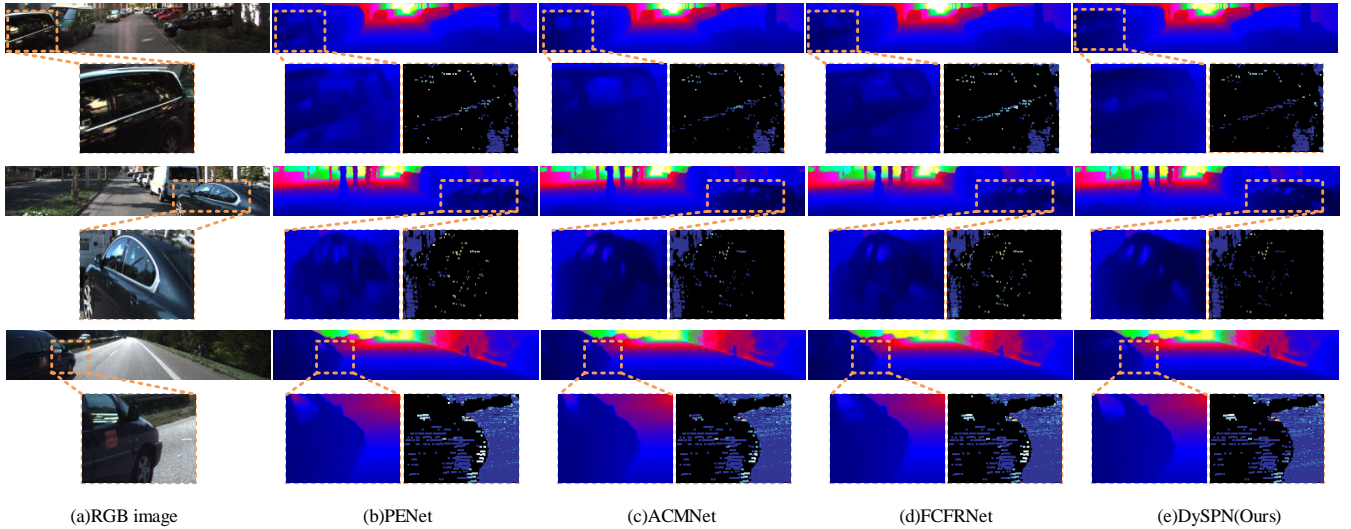 (a)RGB image
(b)PENet
(c)ACMNet
(d)FCFRNet
(e)DySPN(Ours)